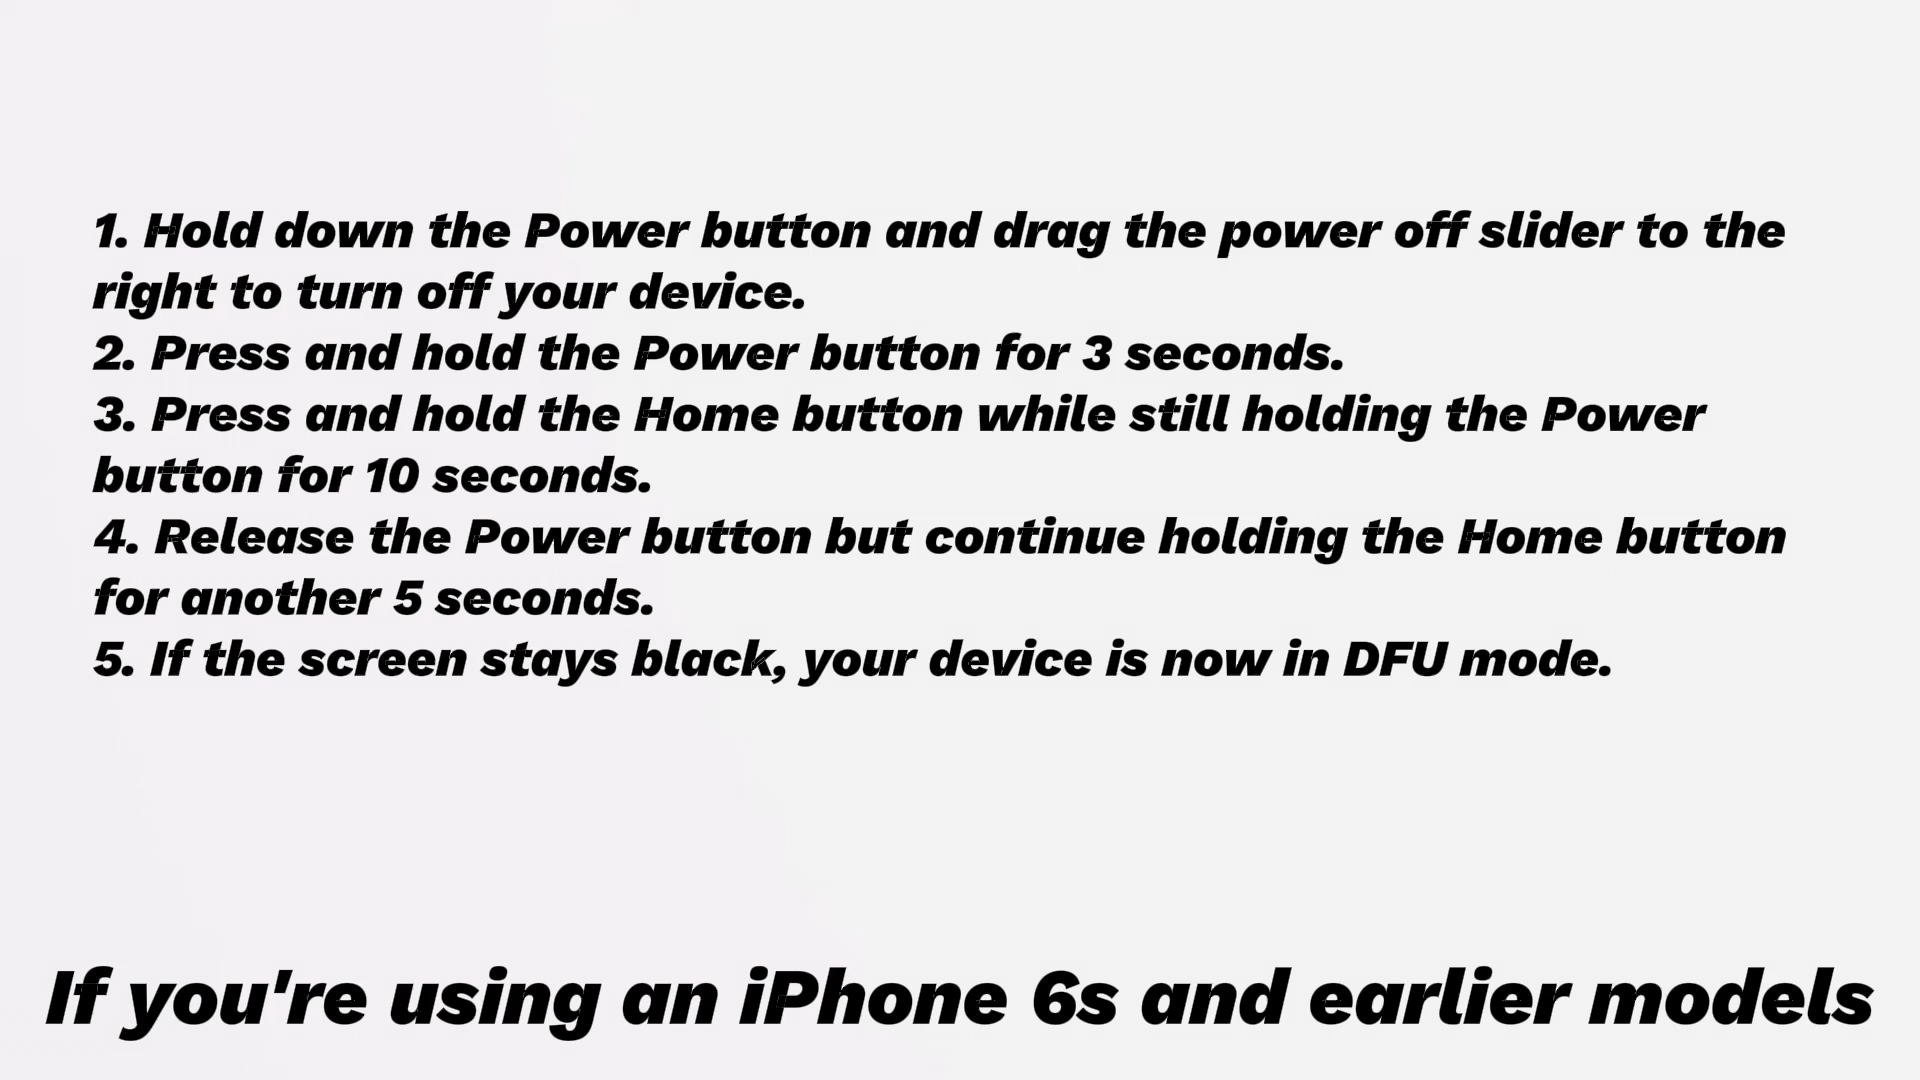 1. Hold down the Power button and drag the power off slider to the
right to turn off your device.
2. Press and hold the Power button for 3 seconds.
3. Press and hold the Home button while still holding the Power
button for 10 seconds.
4. Release the Power button but continue holding the Home button
for another 5 seconds.
5. If the screen stays black, your device is now in DFU mode.
If you're using an iPhone 6s and earlier models